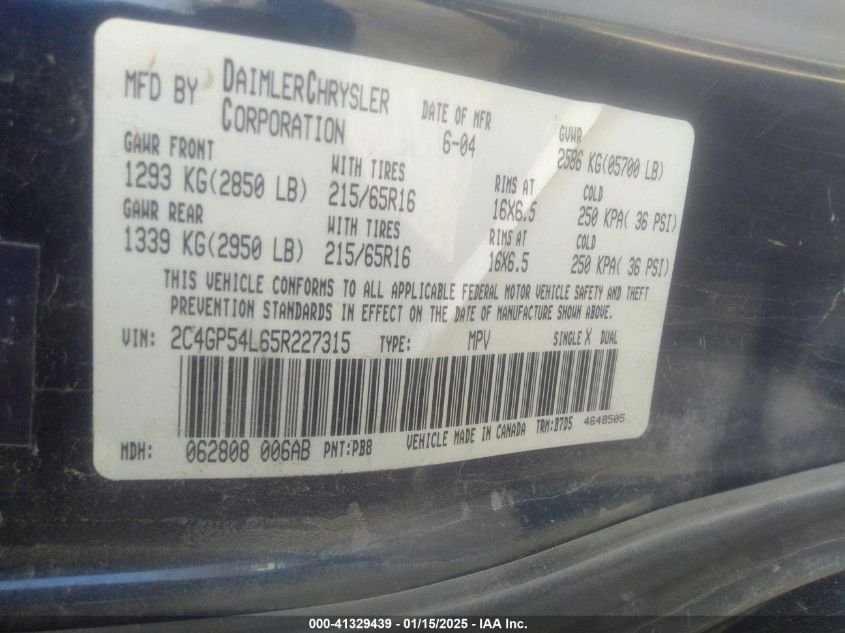 MFD BY DAIMLERCHRYSLER CORPORATION DATE OF MFR 6-04 GVWR 2586 KG(05700 LB)
GAWR FRONT WITH TIRES RIMS AT COLD
1293 KG(2850 LB) 215/65R16 16X6.5 250 KPA( 36 PSI)
GAWR REAR WITH TIRES RIMS AT COLD
1339 KG(2950 LB) 215/65R16 16X6.5 250 KPA( 36 PSI)
THIS VEHICLE CONFORMS TO ALL APPLICABLE FEDERAL MOTOR VEHICLE SAFETY AND THEFT
PREVENTION STANDARDS IN EFFECT ON THE DATE OF MANUFACTURE SHOWN ABOVE.
VIN: 2C4GP54L65R227315 TYPE: MPV SINGLE X DUAL
MDH: 062808 006AB PNT:PB8 VEHICLE MADE IN CANADA TRM:B7D5 4648505
000-41329439 - 01/15/2025 - IAA Inc.